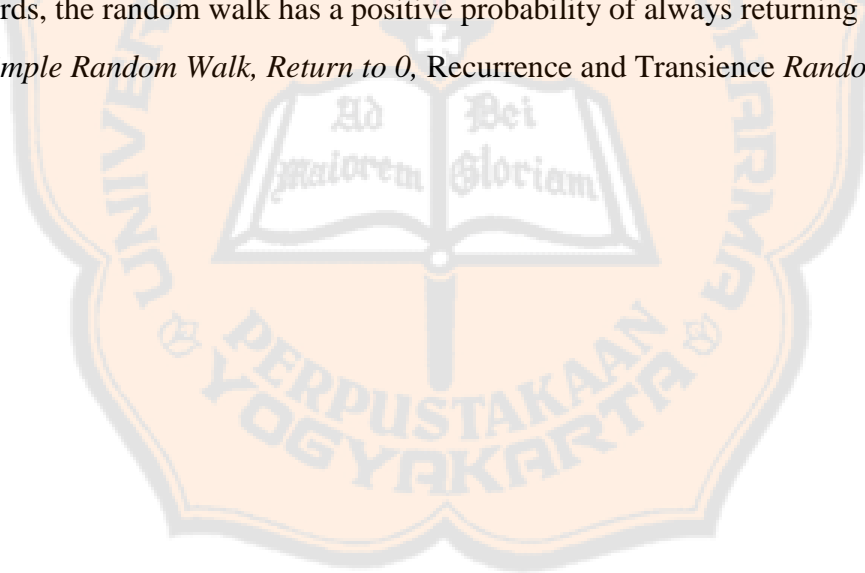 rds, the random walk has a positive probability of always returning
mple Random Walk, Return to 0, Recurrence and Transience Rando
Ad Dei
Maiorem Gloriam
PERPUSTAKAAN
YOGYAKARTA